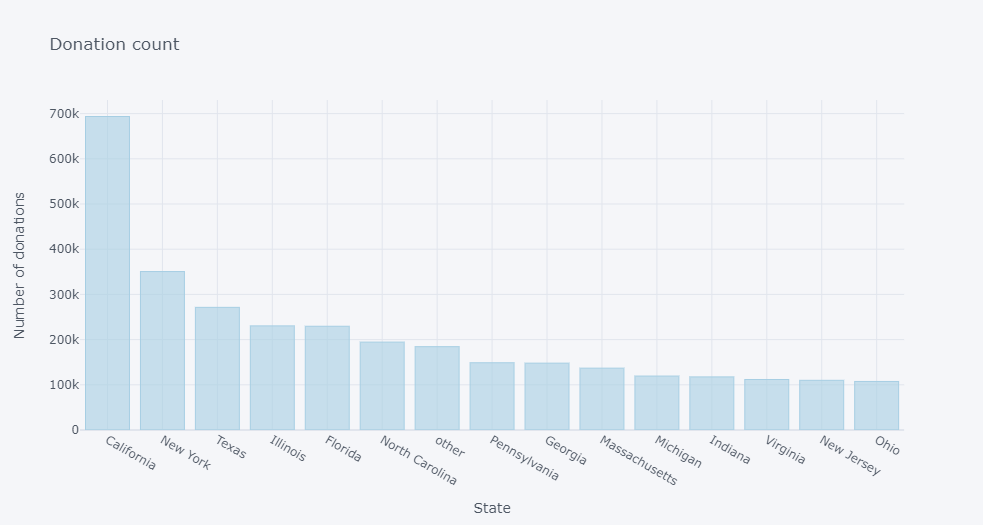 Donation count
700k
600k
500k
400k
300k
200k
100k
0
Number of donations
California
New York
Texas
Illinois
Florida
North Carolina
other
Pennsylvania
Georgia
Massachusetts
Michigan
Indiana
Virginia
New Jersey
Ohio
State